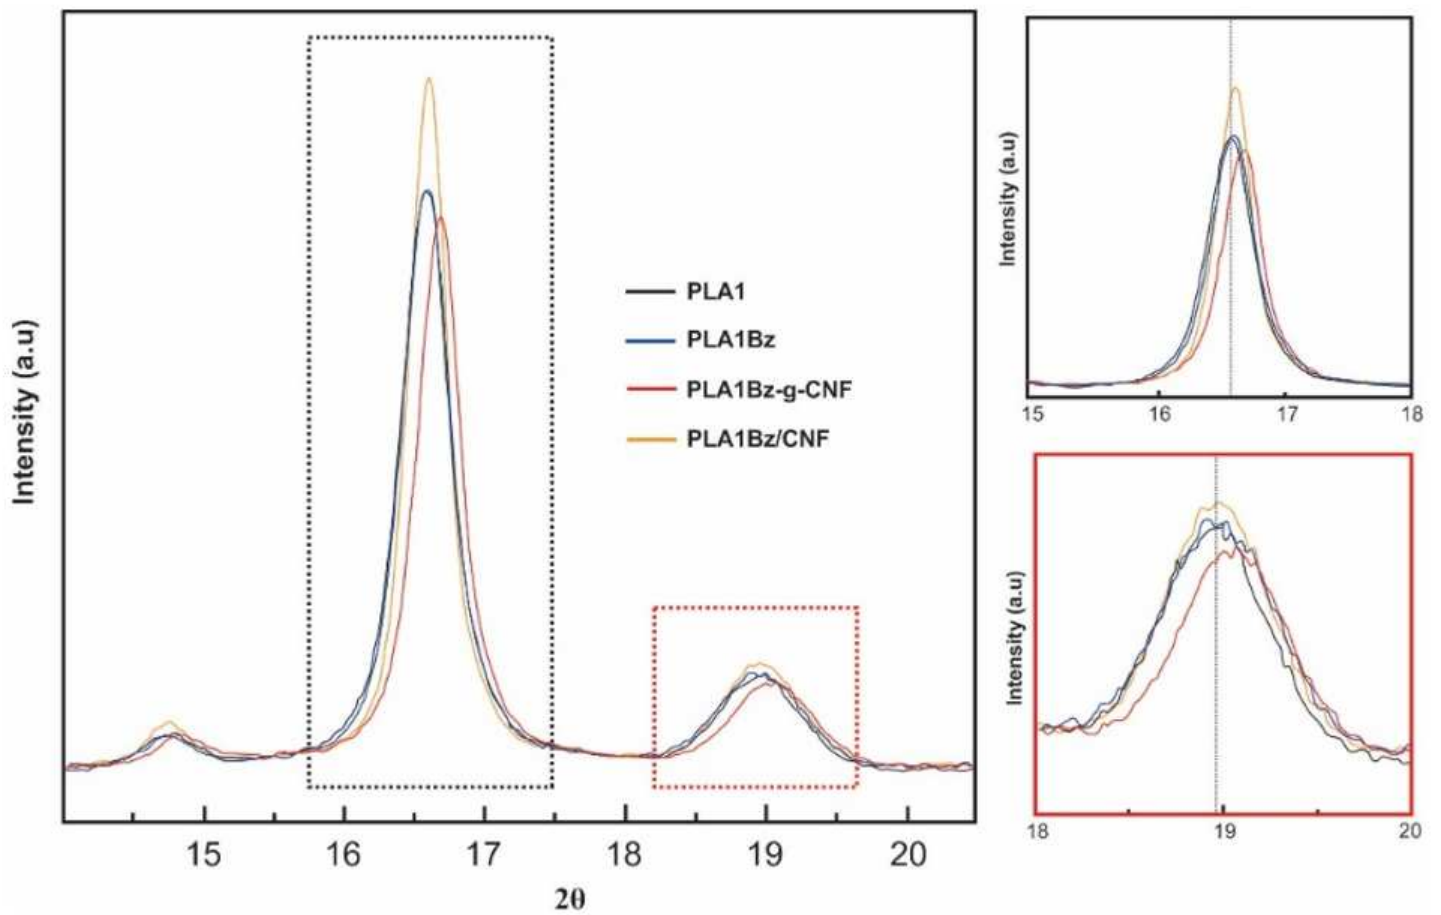 Intensity (a.u)
PLA1
PLA1Bz
PLA1Bz-g-CNF
PLA1Bz/CNF
15 16 17 18 19 20
2θ
Intensity (a.u)
15 16 17 18
Intensity (a.u)
18 19 20